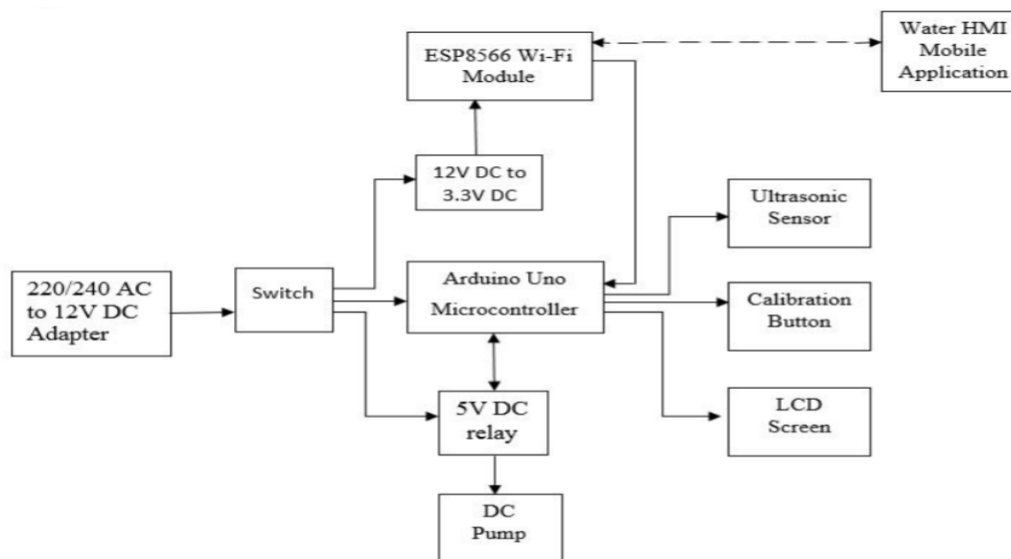 ESP8566 Wi-Fi
Module
Water HMI
Mobile
Application
12V DC to
3.3V DC
Ultrasonic
Sensor
220/240 AC
to 12V DC
Adapter
Switch
Arduino Uno
Microcontroller
Calibration
Button
5V DC
relay
LCD
Screen
DC
Pump